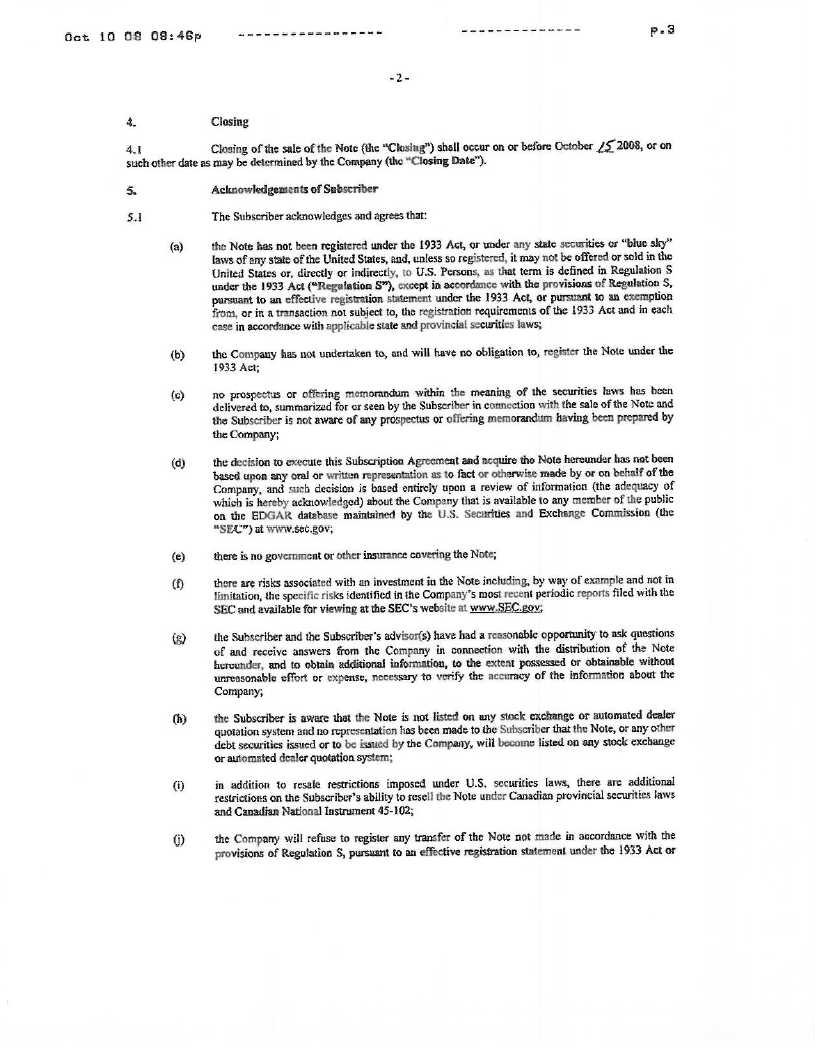 Oct 10 08 08:46p ----------------- -------------- p.3
-2-
4. Closing
4.1 Closing of the sale of the Note (the “Closing”) shall occur on or before October 15 2008, or on
such other date as may be determined by the Company (the “Closing Date”).
5. Acknowledgements of Subscriber
5.1 The Subscriber acknowledges and agrees that:
(a) the Note has not been registered under the 1933 Act, or under any state securities or “blue sky”
laws of any state of the United States, and, unless so registered, it may not be offered or sold in the
United States or, directly or indirectly, to U.S. Persons, as that term is defined in Regulation S
under the 1933 Act (“Regulation S”), except in accordance with the provisions of Regulation S,
pursuant to an effective registration statement under the 1933 Act, or pursuant to an exemption
from, or in a transaction not subject to, the registration requirements of the 1933 Act and in each
case in accordance with applicable state and provincial securities laws;
(b) the Company has not undertaken to, and will have no obligation to, register the Note under the
1933 Act;
(c) no prospectus or offering memorandum within the meaning of the securities laws has been
delivered to, summarized for or seen by the Subscriber in connection with the sale of the Note and
the Subscriber is not aware of any prospectus or offering memorandum having been prepared by
the Company;
(d) the decision to execute this Subscription Agreement and acquire the Note hereunder has not been
based upon any oral or written representation as to fact or otherwise made by or on behalf of the
Company, and such decision is based entirely upon a review of information (the adequacy of
which is hereby acknowledged) about the Company that is available to any member of the public
on the EDGAR database maintained by the U.S. Securities and Exchange Commission (the
“SEC”) at www.sec.gov;
(e) there is no government or other insurance covering the Note;
(f) there are risks associated with an investment in the Note including, by way of example and not in
limitation, the specific risks identified in the Company's most recent periodic reports filed with the
SEC and available for viewing at the SEC's website at www.SEC.gov;
(g) the Subscriber and the Subscriber's advisor(s) have had a reasonable opportunity to ask questions
of and receive answers from the Company in connection with the distribution of the Note
hereunder, and to obtain additional information, to the extent possessed or obtainable without
unreasonable effort or expense, necessary to verify the accuracy of the information about the
Company;
(h) the Subscriber is aware that the Note is not listed on any stock exchange or automated dealer
quotation system and no representation has been made to the Subscriber that the Note, or any other
debt securities issued or to be issued by the Company, will become listed on any stock exchange
or automated dealer quotation system;
(i) in addition to resale restrictions imposed under U.S. securities laws, there are additional
restrictions on the Subscriber's ability to resell the Note under Canadian provincial securities laws
and Canadian National Instrument 45-102;
(j) the Company will refuse to register any transfer of the Note not made in accordance with the
provisions of Regulation S, pursuant to an effective registration statement under the 1933 Act or